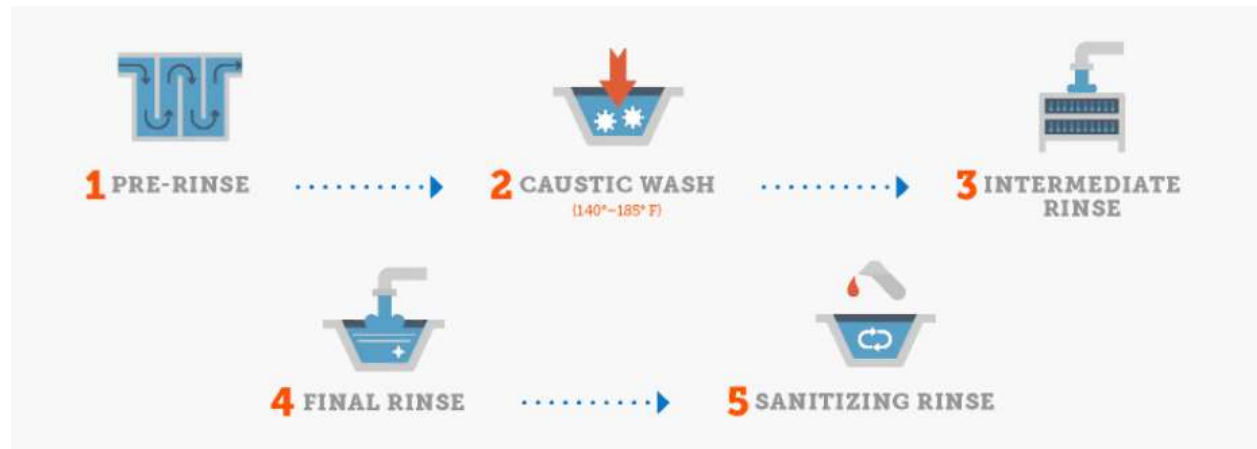 1 PRE-RINSE
2 CAUSTIC WASH
(140°–185° F)
3 INTERMEDIATE
RINSE
4 FINAL RINSE
5 SANITIZING RINSE